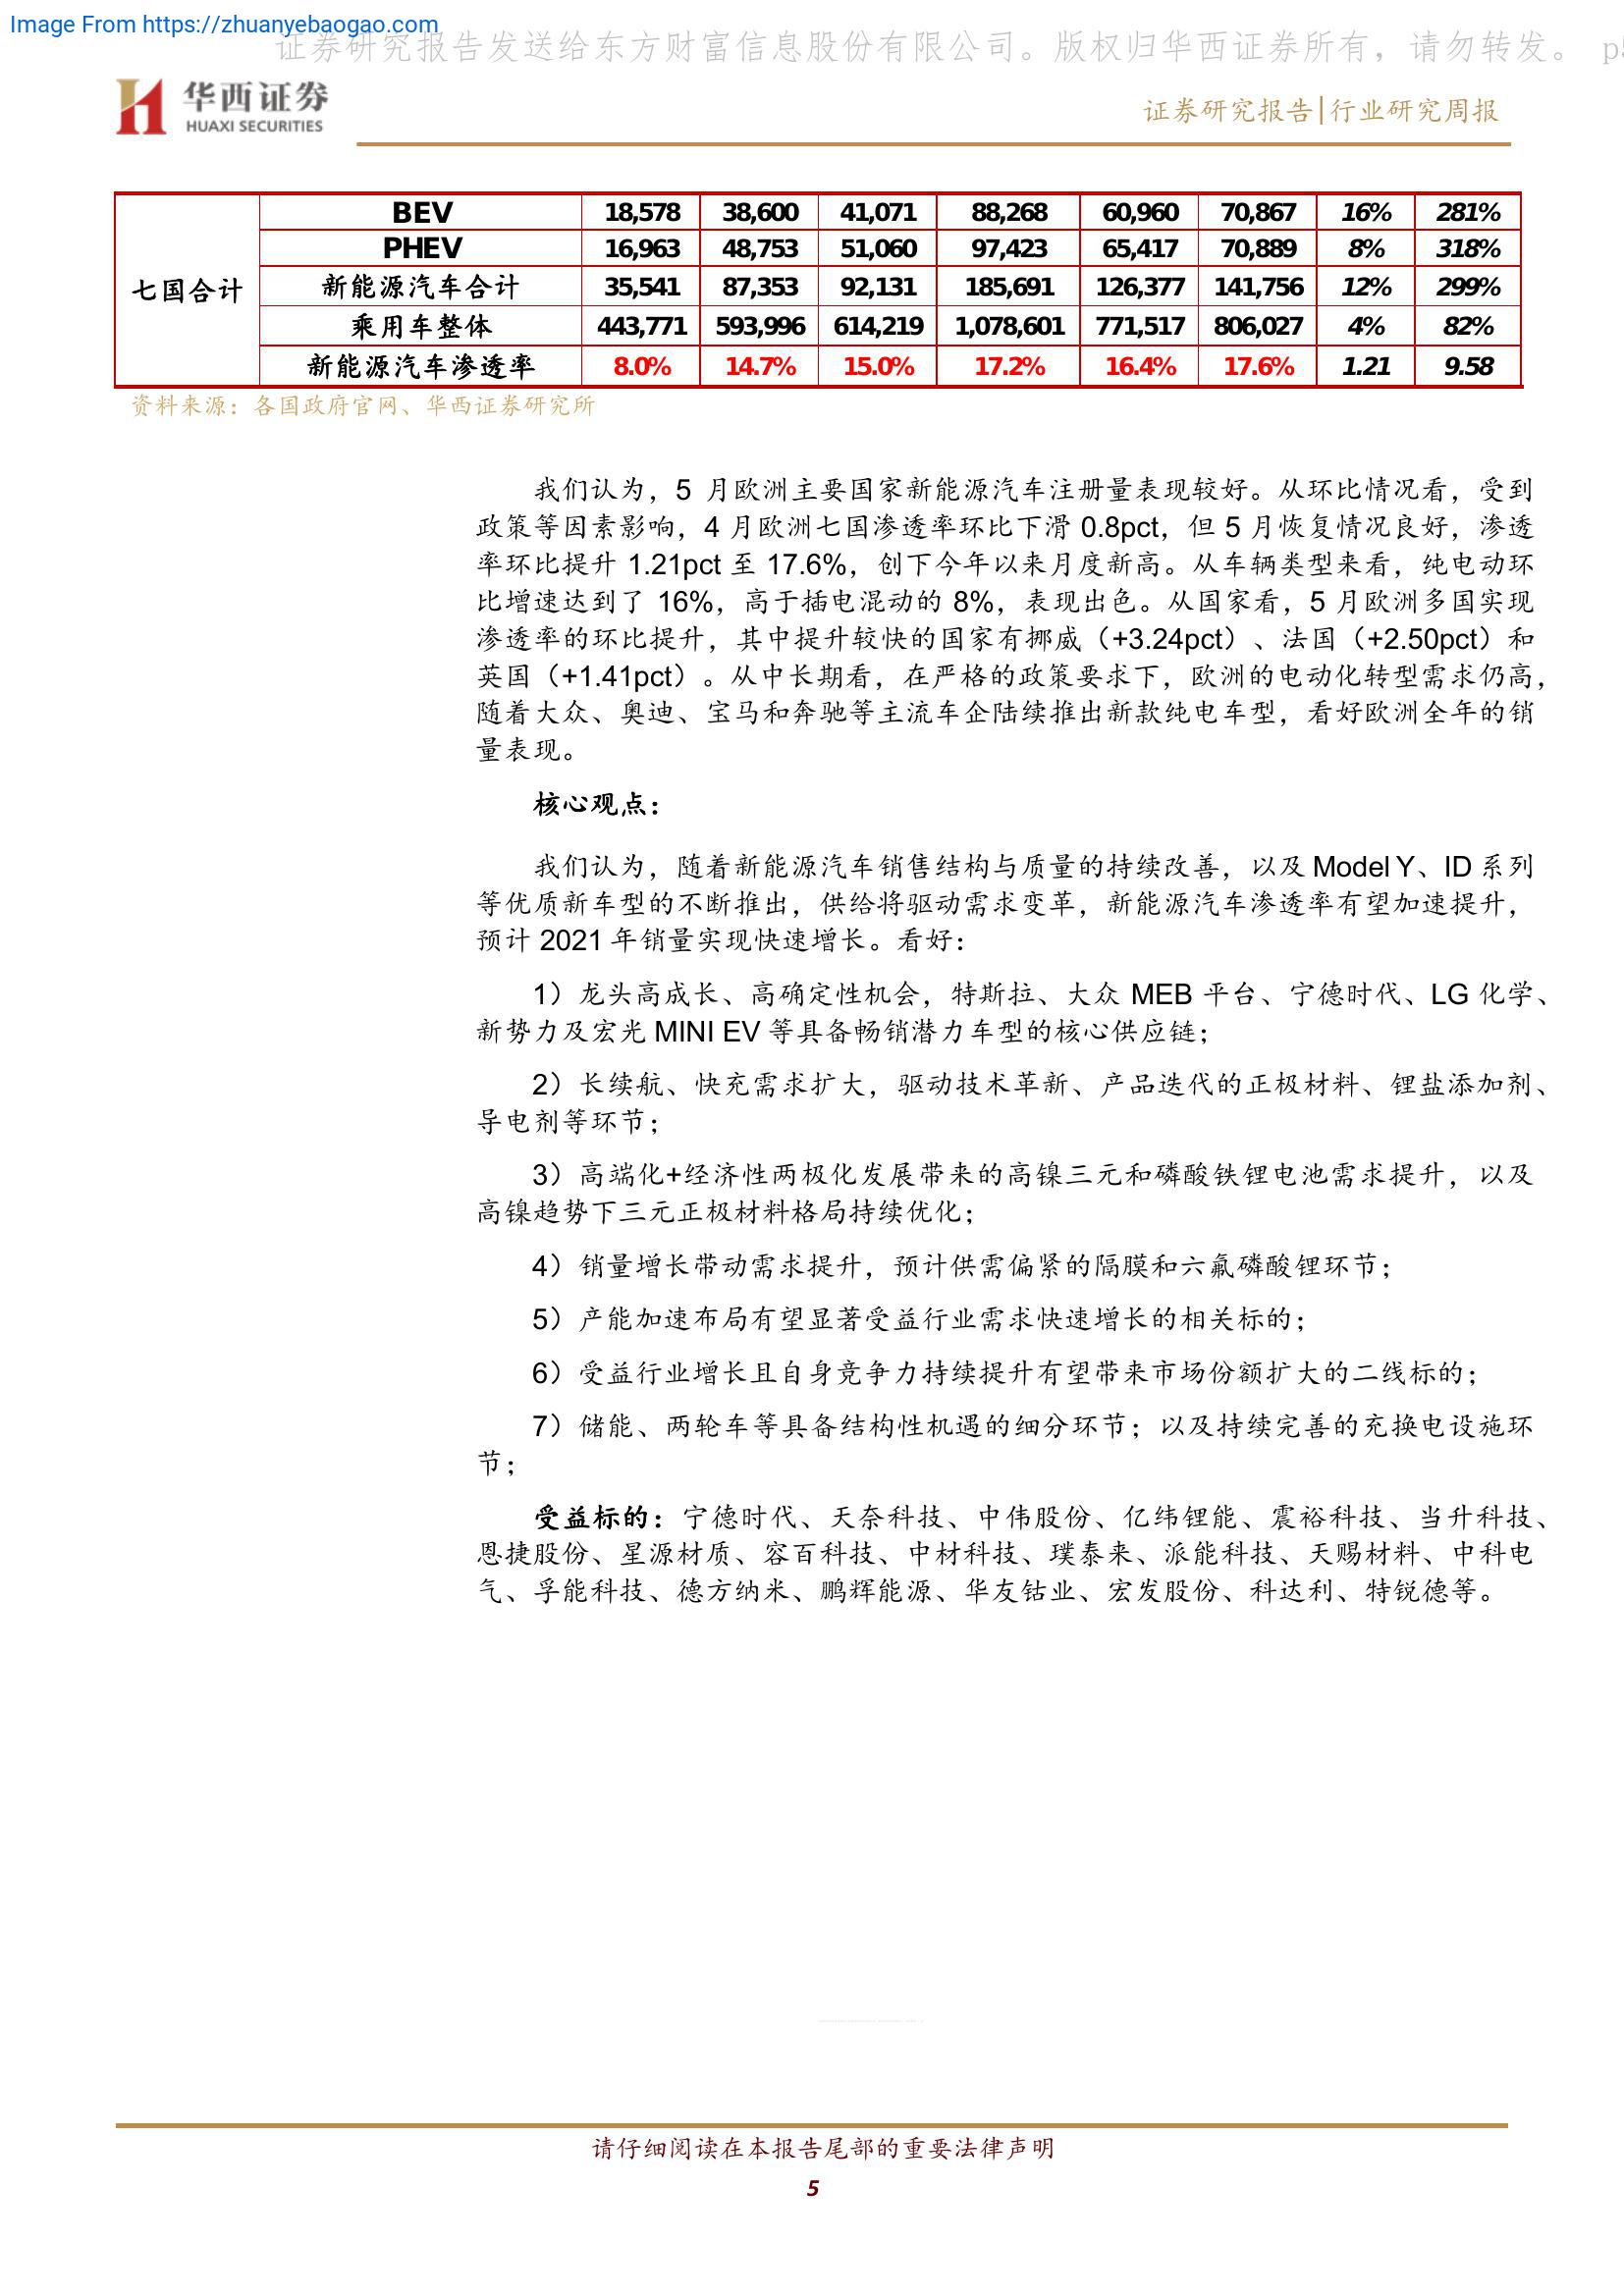 Image From https://zhuanyebaogao.com
证券研究报告发送给东方财富信息股份有限公司。版权归华西证券所有，请勿转发。 p5
华西证券
HUAXI SECURITIES
证券研究报告|行业研究周报
七国合计
BEV 18,578 38,600 41,071 88,268 60,960 70,867 16% 281%
PHEV 16,963 48,753 51,060 97,423 65,417 70,889 8% 318%
新能源汽车合计 35,541 87,353 92,131 185,691 126,377 141,756 12% 299%
乘用车整体 443,771 593,996 614,219 1,078,601 771,517 806,027 4% 82%
新能源汽车渗透率 8.0% 14.7% 15.0% 17.2% 16.4% 17.6% 1.21 9.58
资料来源：各国政府官网、华西证券研究所
我们认为，5 月欧洲主要国家新能源汽车注册量表现较好。从环比情况看，受到
政策等因素影响，4 月欧洲七国渗透率环比下滑 0.8pct，但 5 月恢复情况良好，渗透
率环比提升 1.21pct 至 17.6%，创下今年以来月度新高。从车辆类型来看，纯电动环
比增速达到了 16%，高于插电混动的 8%，表现出色。从国家看，5 月欧洲多国实现
渗透率的环比提升，其中提升较快的国家有挪威（+3.24pct）、法国（+2.50pct）和
英国（+1.41pct）。从中长期看，在严格的政策要求下，欧洲的电动化转型需求仍高，
随着大众、奥迪、宝马和奔驰等主流车企陆续推出新款纯电车型，看好欧洲全年的销
量表现。
核心观点：
我们认为，随着新能源汽车销售结构与质量的持续改善，以及 Model Y、ID 系列
等优质新车型的不断推出，供给将驱动需求变革，新能源汽车渗透率有望加速提升，
预计 2021 年销量实现快速增长。看好：
1）龙头高成长、高确定性机会，特斯拉、大众 MEB 平台、宁德时代、LG 化学、
新势力及宏光 MINI EV 等具备畅销潜力车型的核心供应链；
2）长续航、快充需求扩大，驱动技术革新、产品迭代的正极材料、锂盐添加剂、
导电剂等环节；
3）高端化+经济性两极化发展带来的高镍三元和磷酸铁锂电池需求提升，以及
高镍趋势下三元正极材料格局持续优化；
4）销量增长带动需求提升，预计供需偏紧的隔膜和六氟磷酸锂环节；
5）产能加速布局有望显著受益行业需求快速增长的相关标的；
6）受益行业增长且自身竞争力持续提升有望带来市场份额扩大的二线标的；
7）储能、两轮车等具备结构性机遇的细分环节；以及持续完善的充换电设施环
节；
受益标的：宁德时代、天奈科技、中伟股份、亿纬锂能、震裕科技、当升科技、
恩捷股份、星源材质、容百科技、中材科技、璞泰来、派能科技、天赐材料、中科电
气、孚能科技、德方纳米、鹏辉能源、华友钴业、宏发股份、科达利、特锐德等。
请仔细阅读在本报告尾部的重要法律声明
5